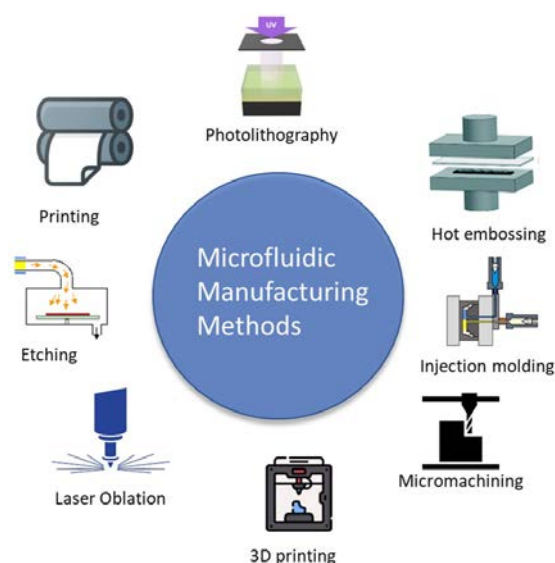 UV
Photolithography
Printing
Hot embossing
Microfluidic
Manufacturing
Methods
Etching
Injection molding
Laser Oblation
Micromachining
3D printing